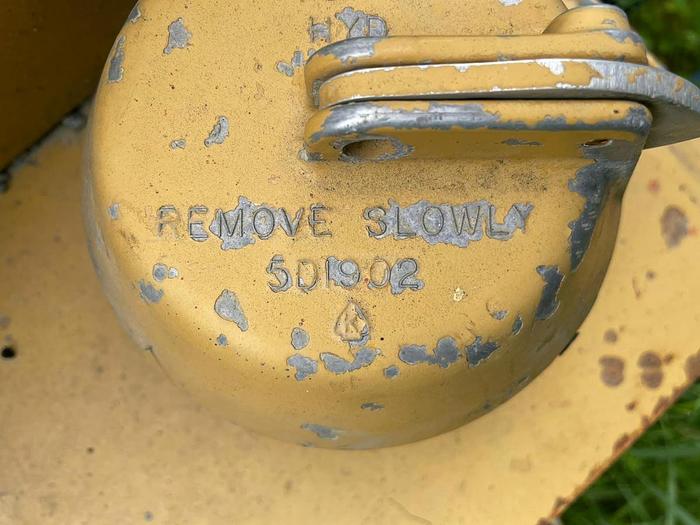 HYD
REMOVE SLOWLY
5D1902
K